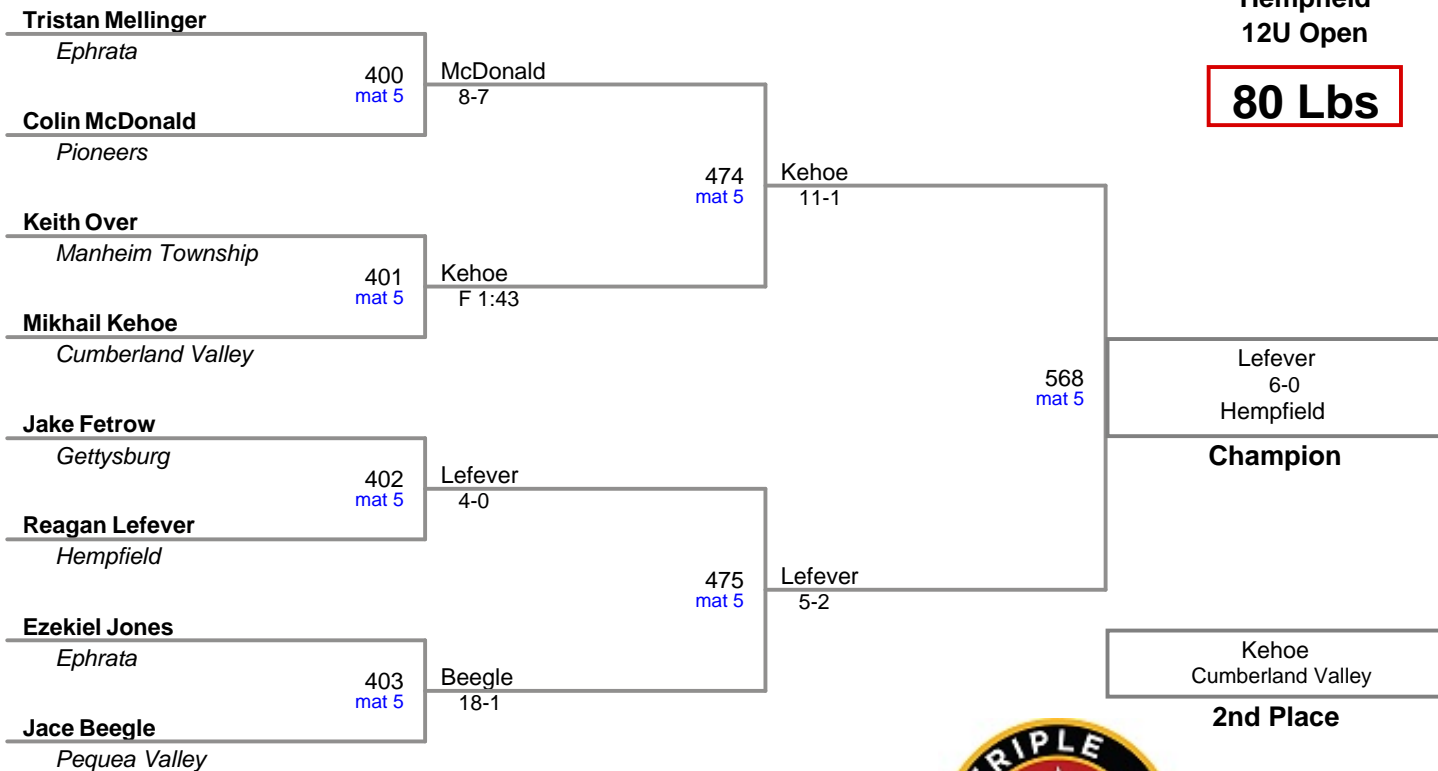 Hempfield
12U Open
80 Lbs
Tristan Mellinger
Ephrata
400
mat 5
McDonald
8-7
Colin McDonald
Pioneers
474
mat 5
Kehoe
11-1
Keith Over
Manheim Township
401
mat 5
Kehoe
F 1:43
Mikhail Kehoe
Cumberland Valley
568
mat 5
Lefever
6-0
Hempfield
Champion
Jake Fetrow
Gettysburg
402
mat 5
Lefever
4-0
Reagan Lefever
Hempfield
475
mat 5
Lefever
5-2
Ezekiel Jones
Ephrata
403
mat 5
Beegle
18-1
Jace Beegle
Pequea Valley
Kehoe
Cumberland Valley
2nd Place
TRIPLE